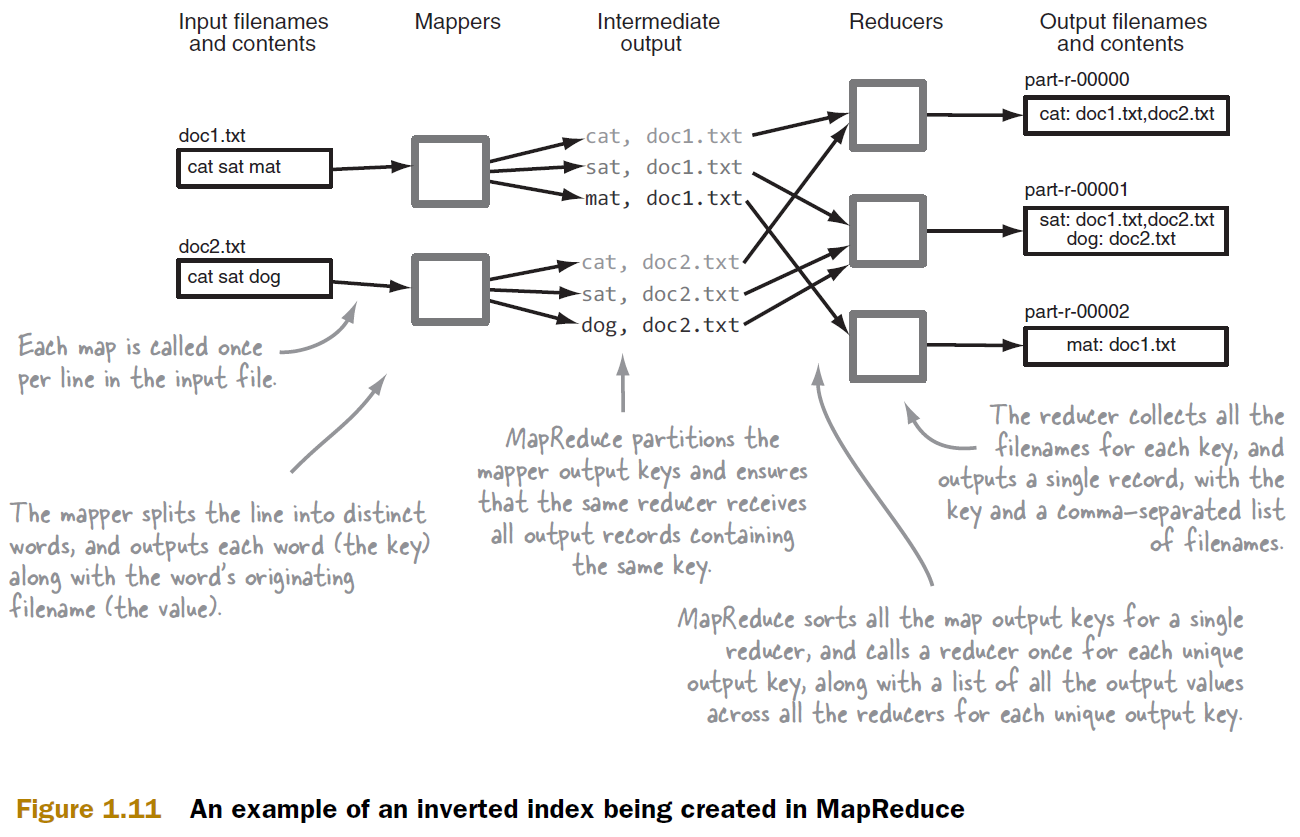 Input filenames
and contents
Mappers
Intermediate
output
Reducers
Output filenames
and contents
doc1.txt
cat sat mat
doc2.txt
cat sat dog
cat, doc1.txt
sat, doc1.txt
mat, doc1.txt
cat, doc2.txt
sat, doc2.txt
dog, doc2.txt
part-r-00000
cat: doc1.txt,doc2.txt
part-r-00001
sat: doc1.txt,doc2.txt
dog: doc2.txt
part-r-00002
mat: doc1.txt
Each map is called once
per line in the input file.
The mapper splits the line into distinct
words, and outputs each word (the key)
along with the word's originating
filename (the value).
MapReduce partitions the
mapper output keys and ensures
that the same reducer receives
all output records containing
the same key.
The reducer collects all the
filenames for each key, and
outputs a single record, with the
key and a comma-separated list
of filenames.
MapReduce sorts all the map output keys for a single
reducer, and calls a reducer once for each unique
output key, along with a list of all the output values
across all the reducers for each unique output key.
Figure 1.11 An example of an inverted index being created in MapReduce